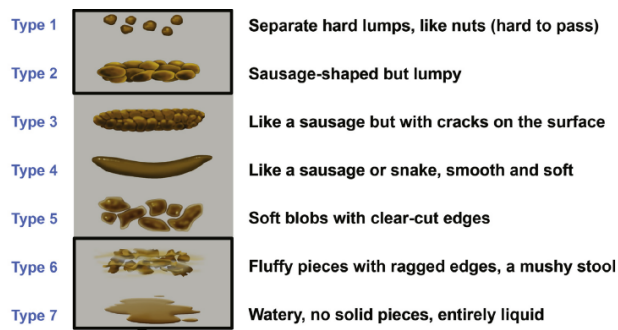 Type 1 Separate hard lumps, like nuts (hard to pass)
Type 2 Sausage-shaped but lumpy
Type 3 Like a sausage but with cracks on the surface
Type 4 Like a sausage or snake, smooth and soft
Type 5 Soft blobs with clear-cut edges
Type 6 Fluffy pieces with ragged edges, a mushy stool
Type 7 Watery, no solid pieces, entirely liquid